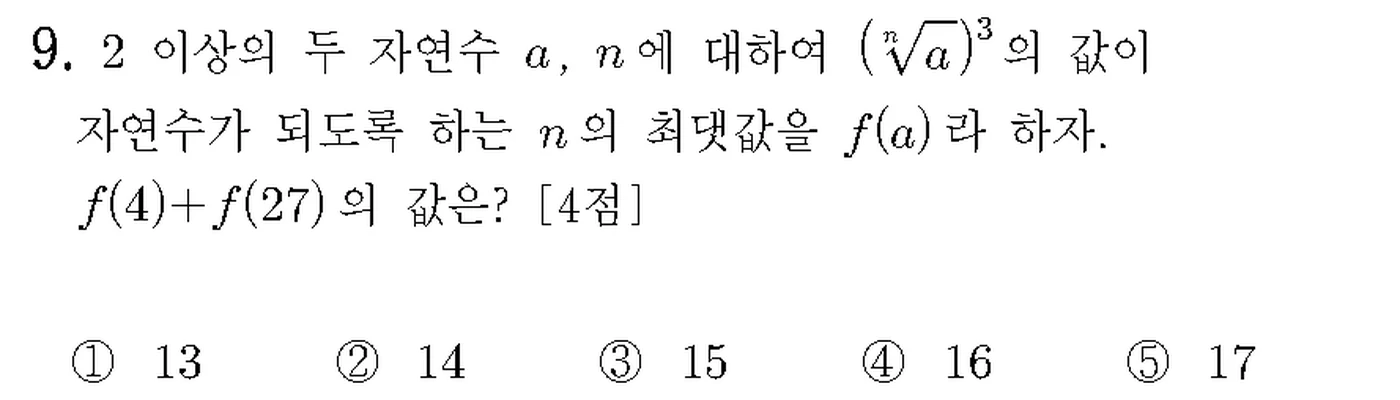 9. 2 이상의 두 자연수 a, n에 대하여 (ⁿ√a)³의 값이
자연수가 되도록 하는 n의 최댓값을 f(a)라 하자.
f(4)+f(27)의 값은? [4점]
① 13 ② 14 ③ 15 ④ 16 ⑤ 17